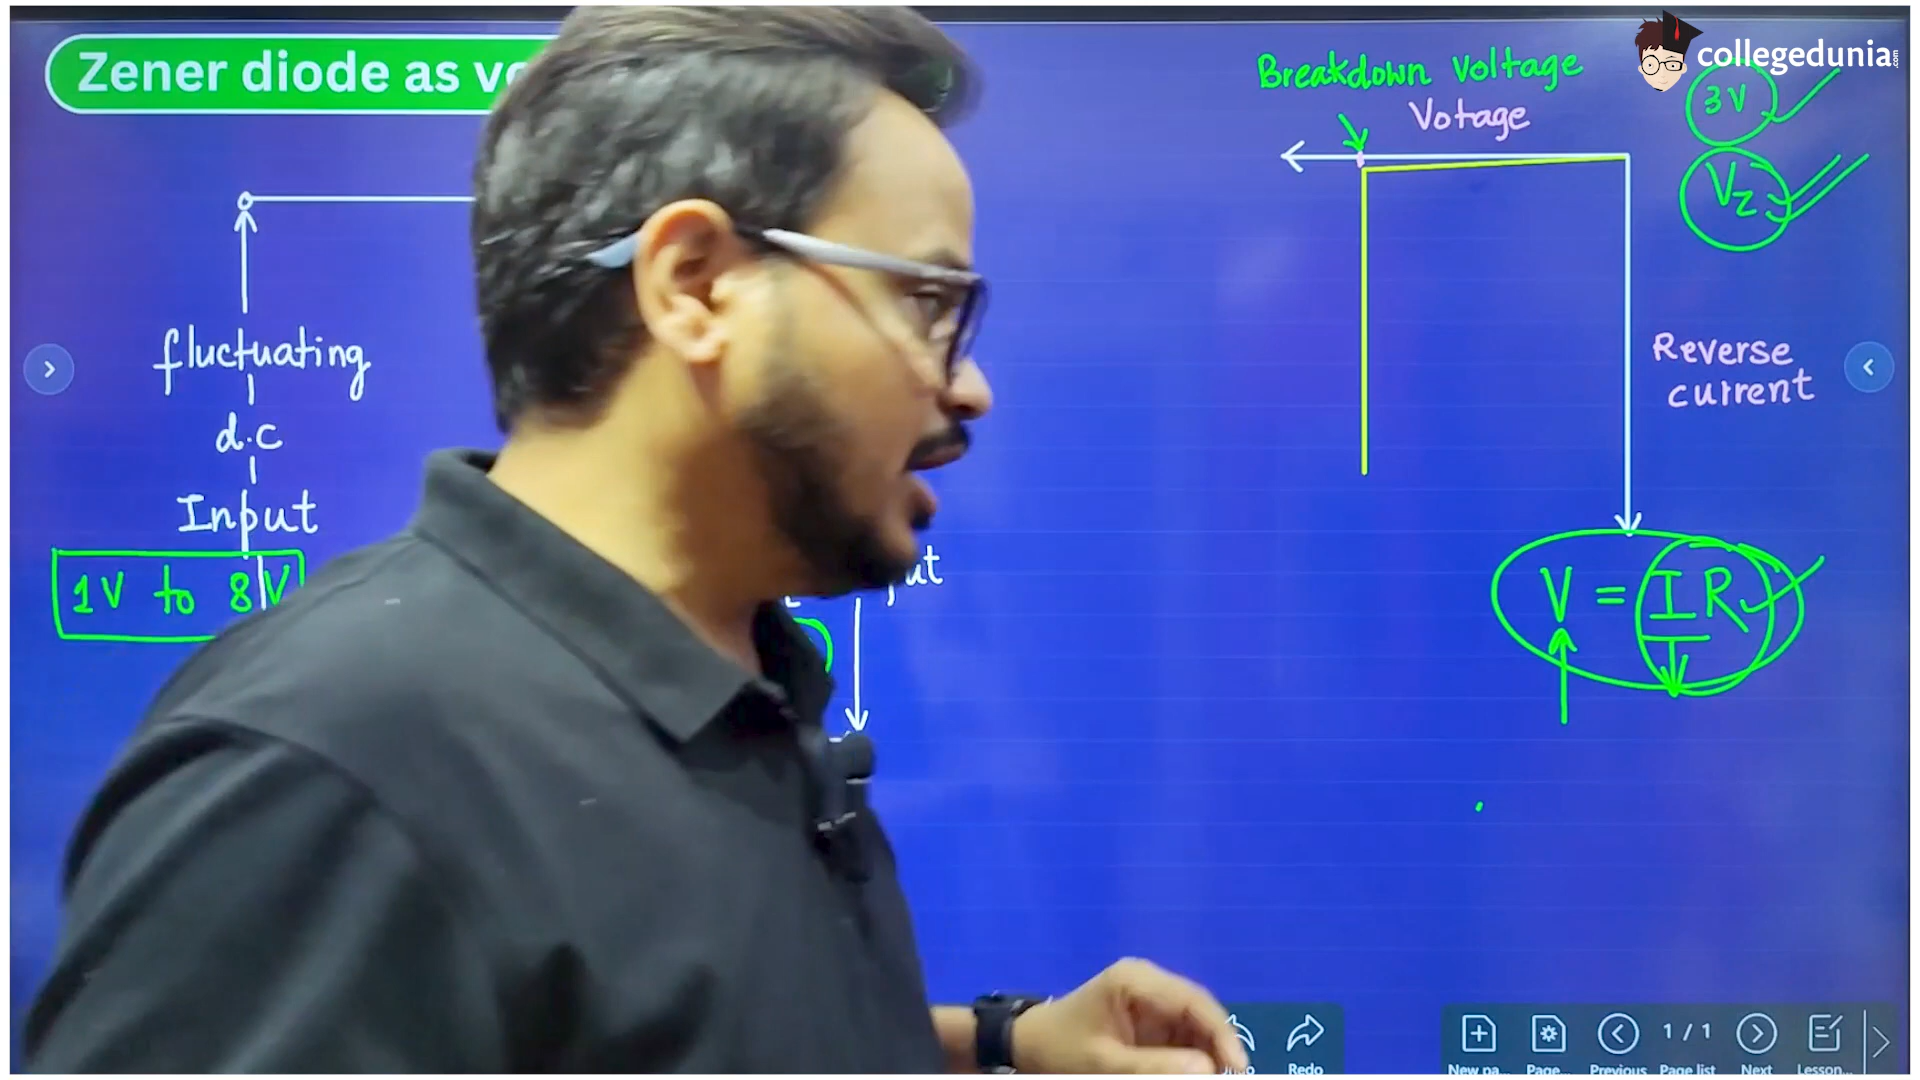 Zener diode as vo
collegedunia.com
Breakdown Voltage
Votage
3V
Vz
fluctuating
d.c
Input
1V to 8V
Reverse
current
V = IR
Redo
1 / 1
New pa...
Page...
Previous
Page list
Next
Lesson...